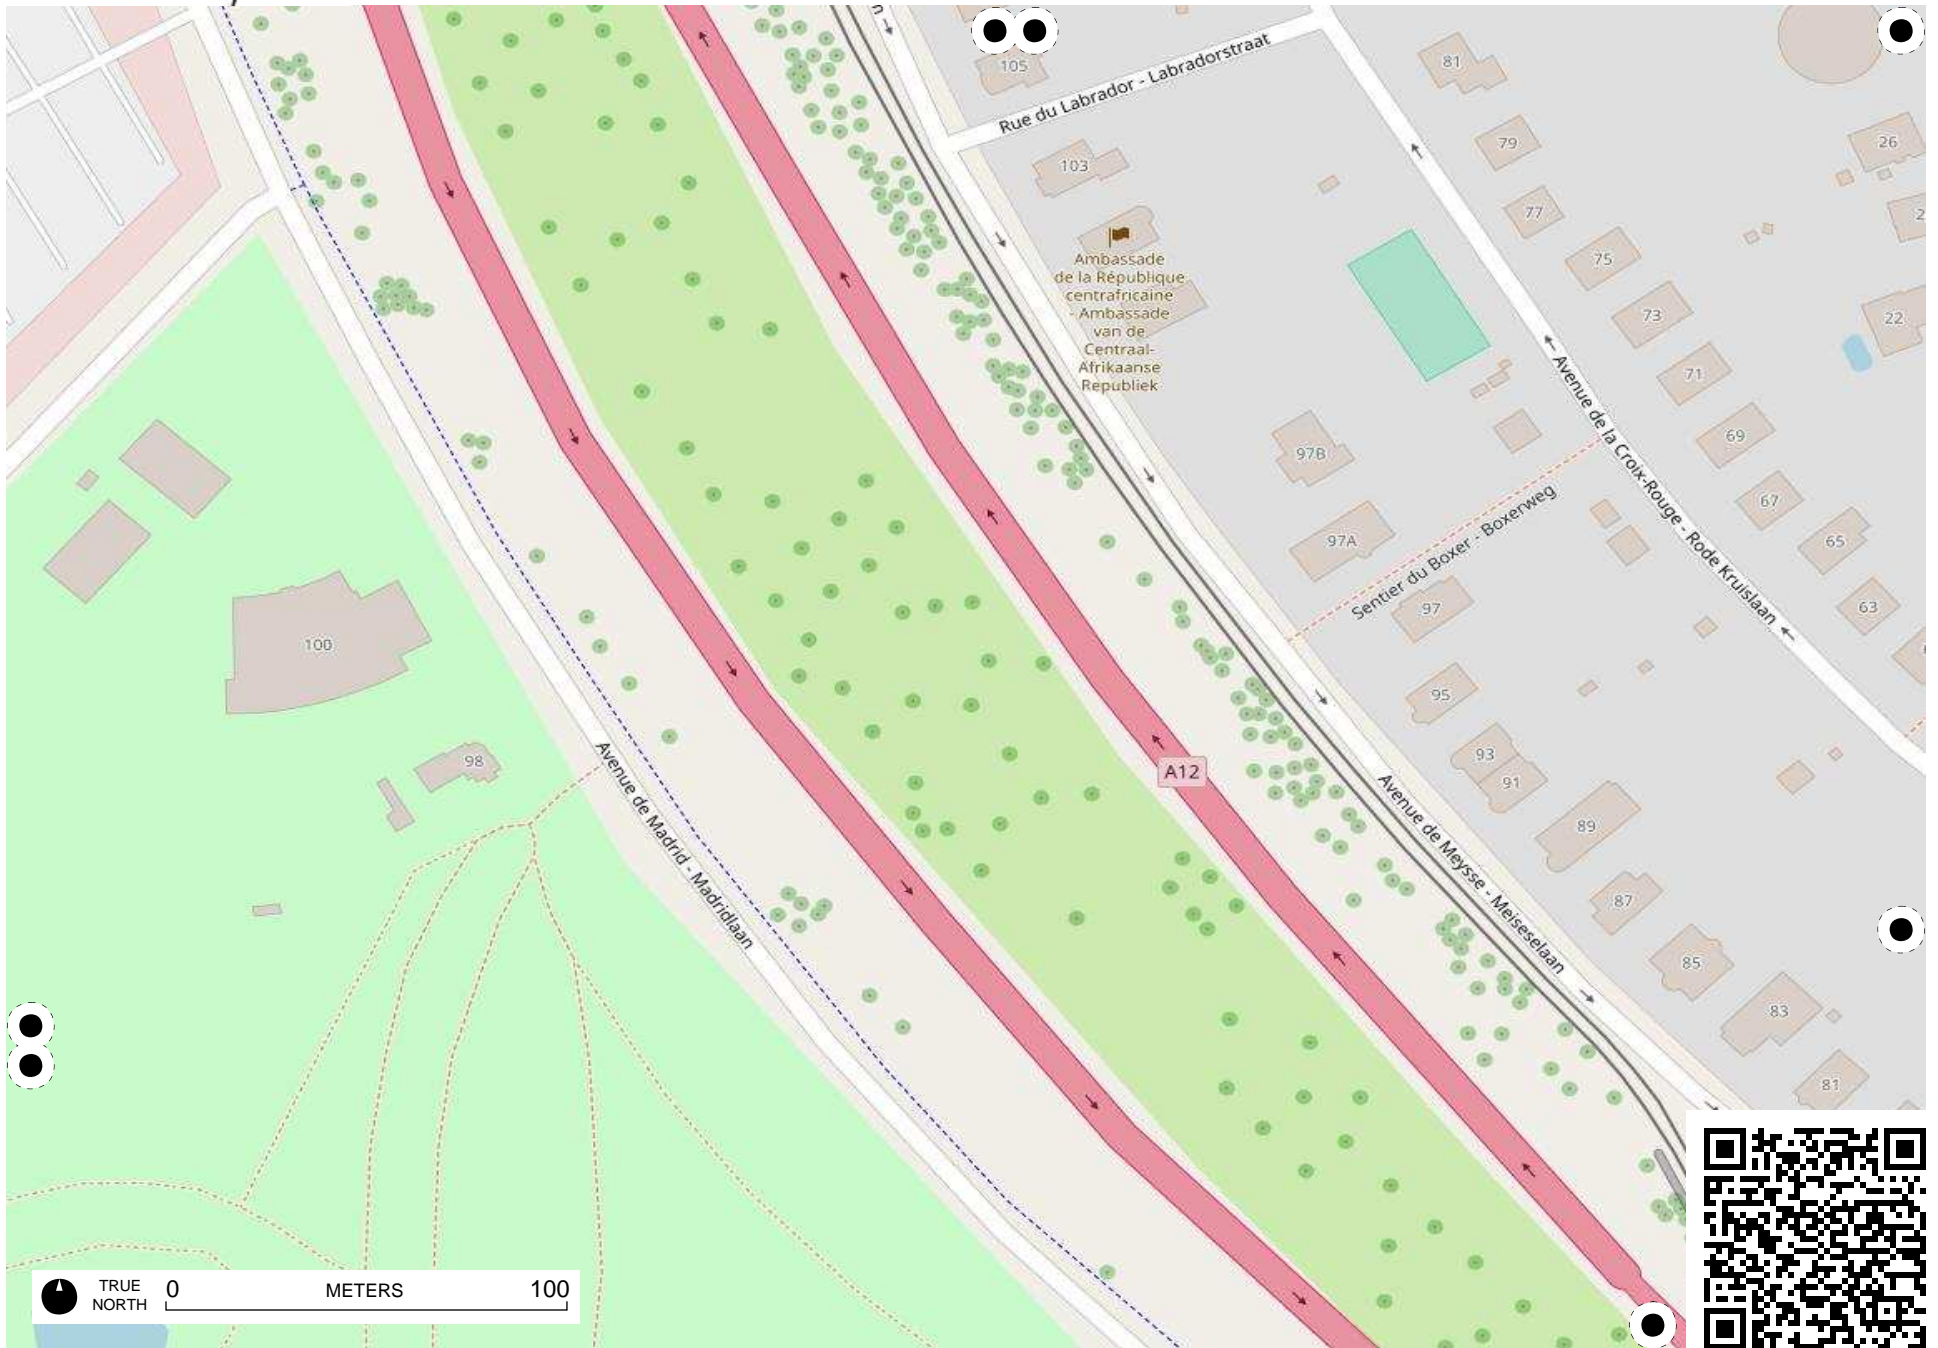 105
Rue du Labrador - Labradorstraat
81
79
26
103
77
2
75
Ambassade
de la République
centrafricaine
- Ambassade
van de
Centraal-
Afrikaanse
Republiek
73
22
71
Avenue de la Croix-Rouge - Rode Kruislaan
69
97B
67
97A
Sentier du Boxer - Boxerweg
65
97
63
100
95
98
93
91
A12
Avenue de Madrid - Madridlaan
Avenue de Meysse - Meiseselaan
89
87
85
83
81
TRUE
NORTH
0 METERS 100